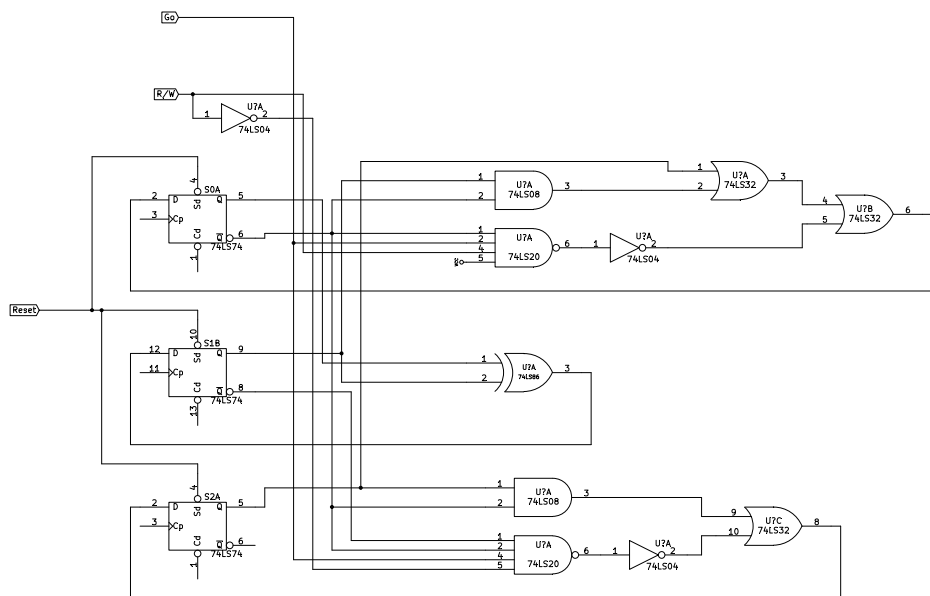 Go
R/W
1 U?A 2
74LS04
4
S0A
2 D Sd Q 5
3 Cp
Q 6
Cd 74LS74
1
1 U?A 3
2 74LS08
1 U?A 3
2 74LS32
4 U?B 6
5 74LS32
1 U?A 6
2
4 74LS20
5
1 U?A 2
74LS04
Reset
10
S1B
12 D Sd Q 9
11 Cp
Q 8
Cd 74LS74
13
1 U?A 3
2 74LS86
4
S2A
2 D Sd Q 5
3 Cp
Q 6
Cd 74LS74
1
1 U?A 3
2 74LS08
9 U?C 8
10 74LS32
1 U?A 6
2
4 74LS20
5
1 U?A 2
74LS04